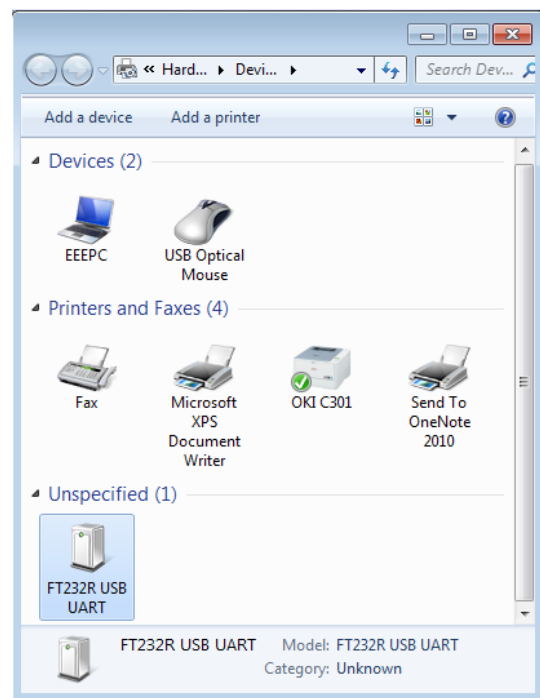 « Hard... ▸ Devi... ▸
Search Dev...
Add a device Add a printer
Devices (2)
EEEPC
USB Optical
Mouse
Printers and Faxes (4)
Fax
Microsoft
XPS
Document
Writer
OKI C301
Send To
OneNote
2010
Unspecified (1)
FT232R USB
UART
FT232R USB UART Model: FT232R USB UART
Category: Unknown